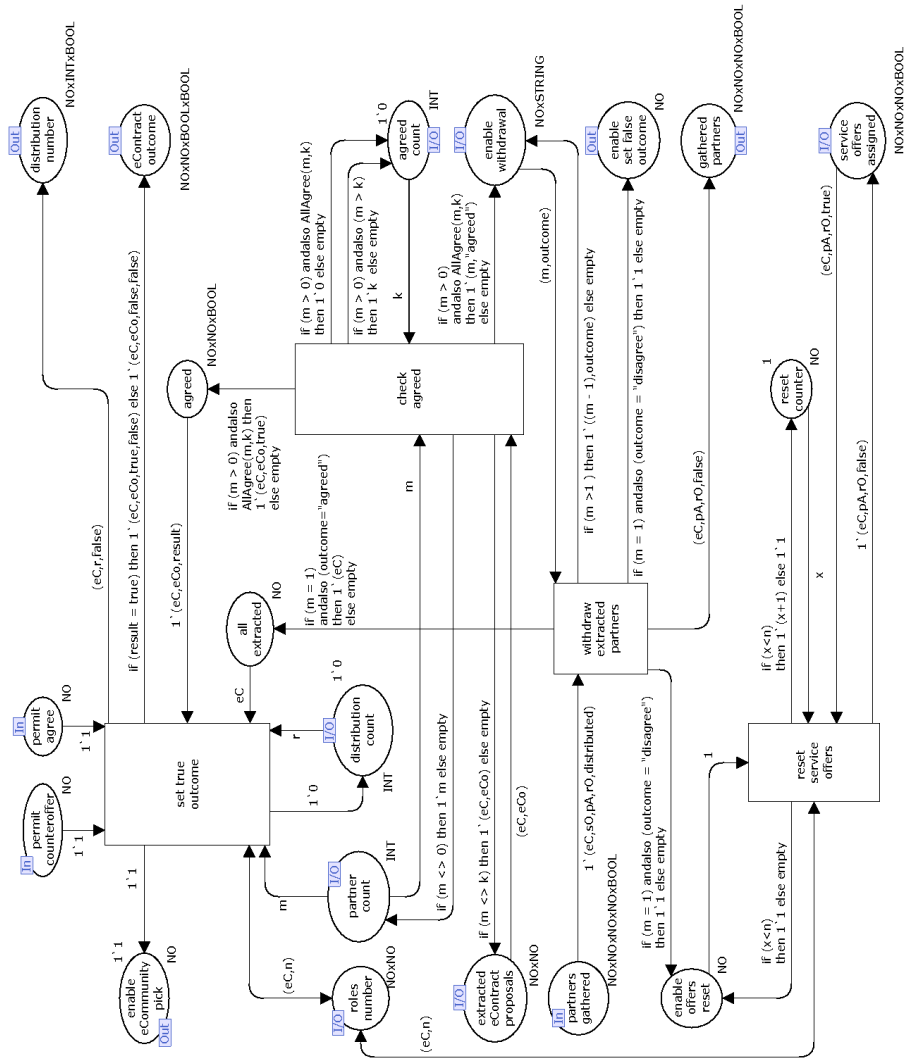 Out
distribution
number
NOxINTxBOOL
(eC,r,false)
Out
eContract
outcome
NOxNOxBOOLxBOOL
if (result = true) then 1`(eC,eCo,true,false) else 1`(eC,eCo,false,false)
In
permit
agree
NO
1`1
In
permit
counteroffer
NO
1`1
set true
outcome
1`(eC,eCo,result)
agreed
NOxNOxBOOL
if (m > 0) andalso
AllAgree(m,k) then
1`(eC,eCo,true)
else empty
1`1
1`1
enable
eCommunity
pick
NO
Out
eC
all
extracted
NO
if (m = 1)
andalso (outcome="agreed")
then 1`(eC)
else empty
r
1`0
I/O
distribution
count
1`0
INT
m
I/O
partner
count
INT
m
if (m <> 0) then 1`m else empty
(eC,n)
I/O
roles
number
NOxNO
(eC,n)
check
agreed
if (m > 0) andalso AllAgree(m,k)
then 1`0 else empty
if (m > 0) andalso (m > k)
then 1`k else empty
k
1`0
agreed
count
I/O
INT
I/O
enable
withdrawal
NOxSTRING
if (m > 0)
andalso AllAgree(m,k)
then 1`(m,"agreed")
else empty
(m,outcome)
if (m <> k) then 1`(eC,eCo) else empty
(eC,eCo)
I/O
extracted
eContract
proposals
NOxNO
if (m >1 ) then 1`((m - 1),outcome) else empty
if (m = 1) andalso (outcome = "disagree") then 1`1 else empty
Out
enable
set False
outcome
NO
withdraw
extracted
partners
(eC,pA,rO,false)
gathered
partners
Out
NOxNOxNOxBOOL
1`(eC,sO,pA,rO,distributed)
In
partners
gathered
NOxNOxNOxNOxBOOL
if (m = 1) andalso (outcome = "disagree")
then 1`1 else empty
enable
offers
reset
NO
1
if (x<n)
then 1`1 else empty
reset
service
offers
if (x<n)
then 1`(x+1) else 1`1
x
1
reset
counter
NO
(eC,pA,rO,true)
1`(eC,pA,rO,false)
I/O
service
offers
assigned
NOxNOxNOxBOOL